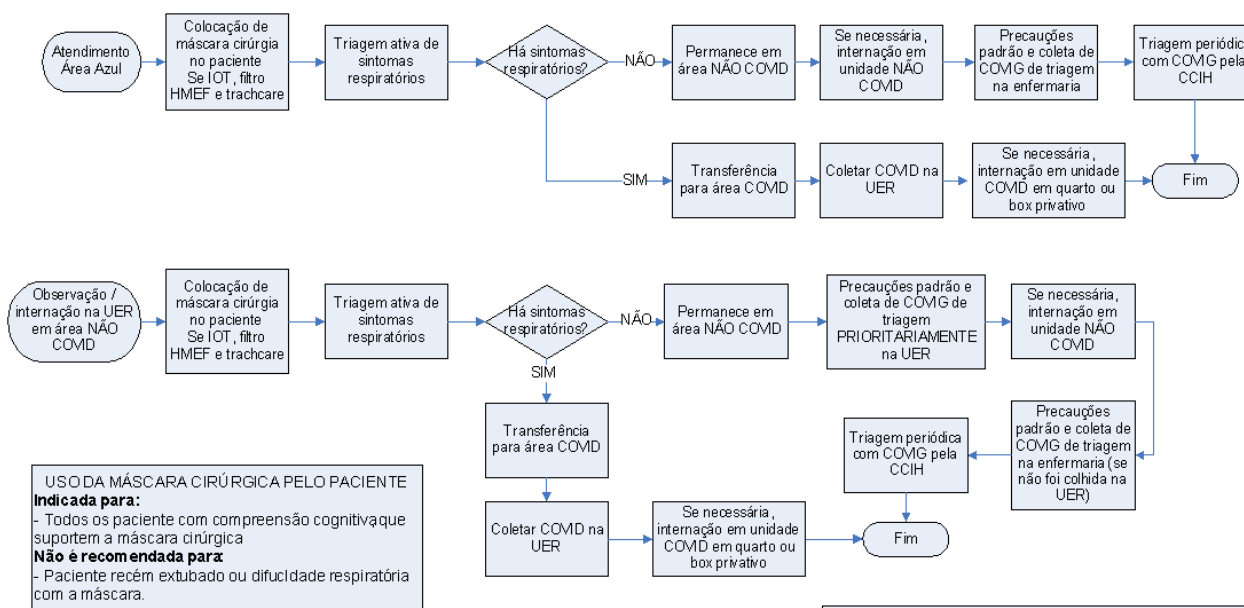 Atendimento
Área Azul
Colocação de
máscara cirúrgia
no paciente
Se IOT, filtro
HMEF e trachcare
Triagem ativa de
sintomas
respiratórios
Há sintomas
respiratórios?
NÃO
Permanece em
área NÃO COVID
Se necessária,
internação em
unidade NÃO
COVID
Precauções
padrão e coleta de
COVIG de triagem
na enfermaria
Triagem periódica
com COVIG pela
CCIH
SIM
Transferência
para área COVID
Coletar COVID na
UER
Se necessária,
internação em unidade
COVID em quarto ou
box privativo
Fim
Observação /
internação na UER
em área NÃO
COVID
Colocação de
máscara cirúrgia
no paciente
Se IOT, filtro
HMEF e trachcare
Triagem ativa de
sintomas
respiratórios
Há sintomas
respiratórios?
NÃO
Permanece em
área NÃO COVID
Precauções padrão e
coleta de COVIG de
triagem
PRIORITARIAMENTE
na UER
Se necessária,
internação em
unidade NÃO
COVID
SIM
Transferência
para área COVID
Coletar COVID na
UER
Se necessária,
internação em unidade
COVID em quarto ou
box privativo
Triagem periódica
com COVIG pela
CCIH
Precauções
padrão e coleta de
COVIG de triagem
na enfermaria (se
não foi colhida na
UER)
Fim
USO DA MÁSCARA CIRÚRGICA PELO PACIENTE
Indicada para:
- Todos os paciente com compreensão cognitiva que
suportem a máscara cirúrgica
Não é recomendada para:
- Paciente recém extubado ou dificldade respiratória
com a máscara.